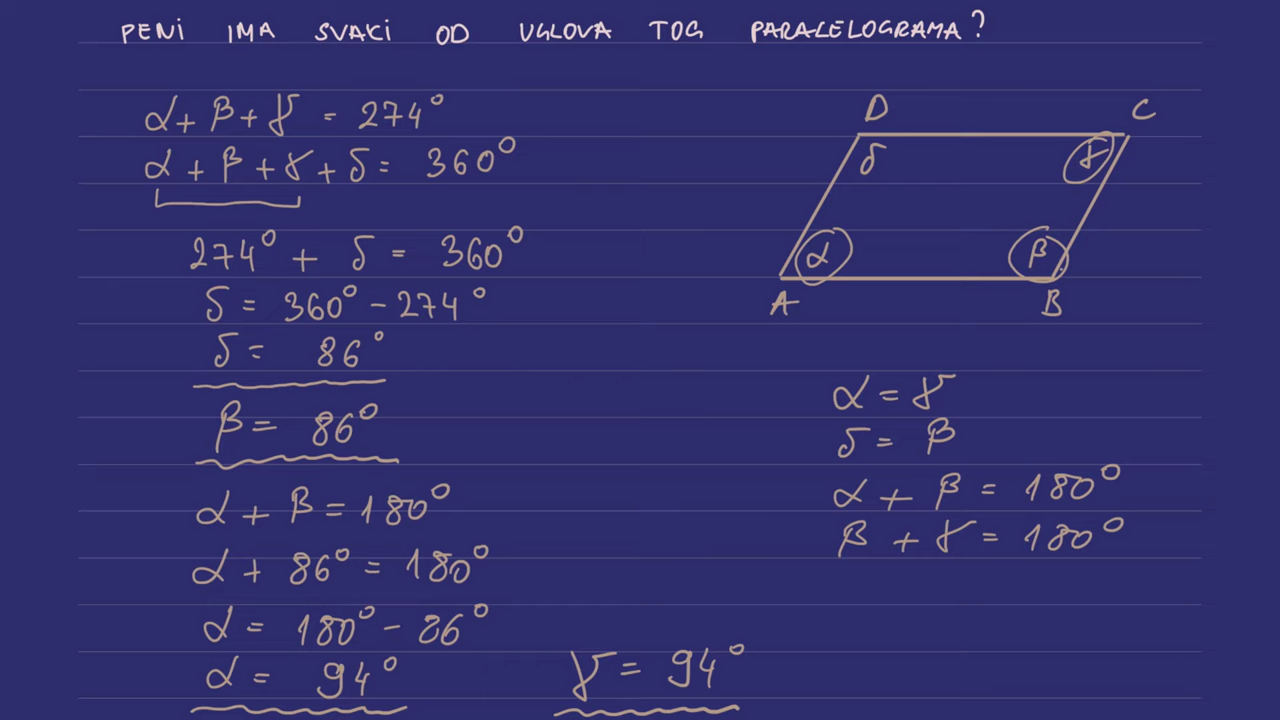 PENI IMA SVAKI OD UGLOVA TOG PARALELOGRAMA?
α + β + γ = 274°
α + β + γ + δ = 360°
274° + δ = 360°
δ = 360° - 274°
δ = 86°
β = 86°
α + β = 180°
α + 86° = 180°
α = 180° - 86°
α = 94°
γ = 94°
D C
δ γ
α β
A B
α = γ
δ = β
α + β = 180°
β + γ = 180°